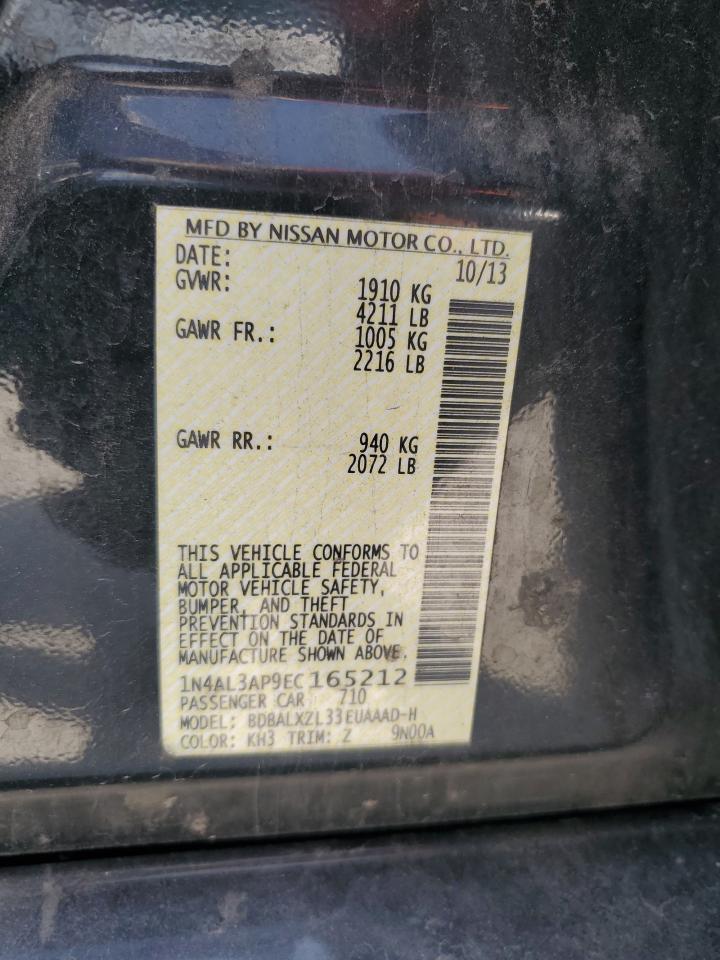 MFD BY NISSAN MOTOR CO., LTD.
DATE: 10/13
GVWR: 1910 KG
4211 LB
GAWR FR.: 1005 KG
2216 LB
GAWR RR.: 940 KG
2072 LB
THIS VEHICLE CONFORMS TO
ALL APPLICABLE FEDERAL
MOTOR VEHICLE SAFETY,
BUMPER, AND THEFT
PREVENTION STANDARDS IN
EFFECT ON THE DATE OF
MANUFACTURE SHOWN ABOVE.
1N4AL3AP9EC165212
PASSENGER CAR 710
MODEL: BDBALXZL33EUAAAD-H
COLOR: KH3 TRIM: Z 9N00A